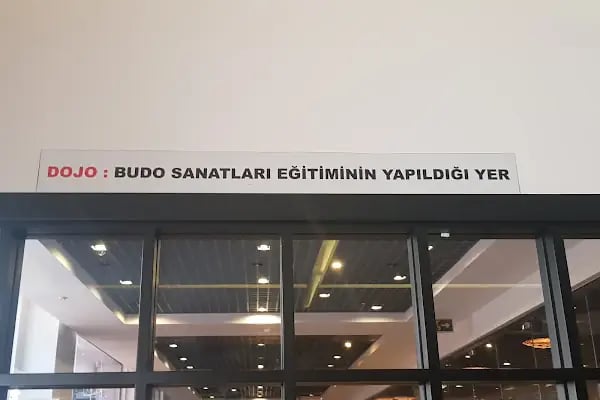 DOJO : BUDO SANATLARI EĞİTİMİNİN YAPILDIĞI YER